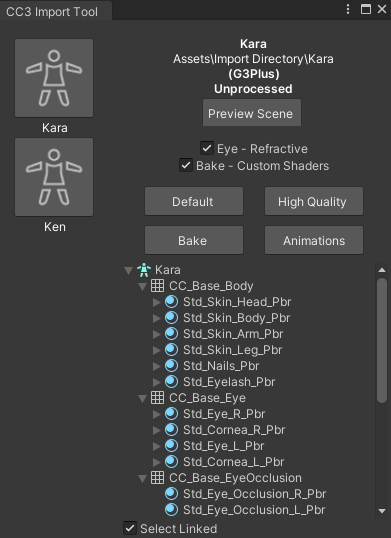 CC3 Import Tool
Kara
Ken
Kara
Assets\Import Directory\Kara
(G3Plus)
Unprocessed
Preview Scene
Eye - Refractive
Bake - Custom Shaders
Default
High Quality
Bake
Animations
Kara
CC_Base_Body
Std_Skin_Head_Pbr
Std_Skin_Body_Pbr
Std_Skin_Arm_Pbr
Std_Skin_Leg_Pbr
Std_Nails_Pbr
Std_Eyelash_Pbr
CC_Base_Eye
Std_Eye_R_Pbr
Std_Cornea_R_Pbr
Std_Eye_L_Pbr
Std_Cornea_L_Pbr
CC_Base_EyeOcclusion
Std_Eye_Occlusion_R_Pbr
Std_Eye_Occlusion_L_Pbr
Select Linked